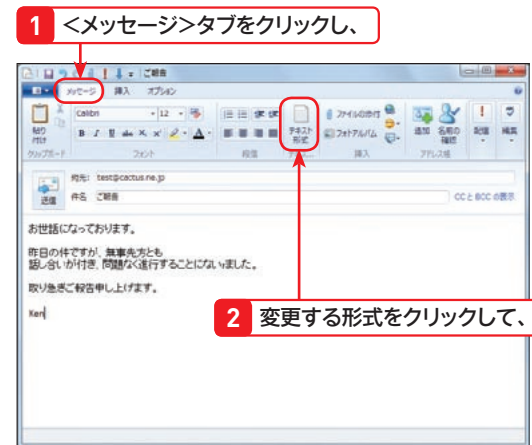 1 <メッセージ>タブをクリックし、
ご報告
メッセージ 挿入 オプション
Calibri 12
貼り付け
B I U abc
テキスト形式
ファイルの添付
フォトアルバム
追加 名前の確認
配信 編集
クリップボード フォント 段落 挿入 アドレス帳
送信
宛先: test@cactus.ne.jp
件名 ご報告
CC と BCC の表示
お世話になっております。
昨日の件ですが、無事先方とも
話し合いが付き、問題なく進行することになりました。
取り急ぎご報告申し上げます。
Ken
2 変更する形式をクリックして、